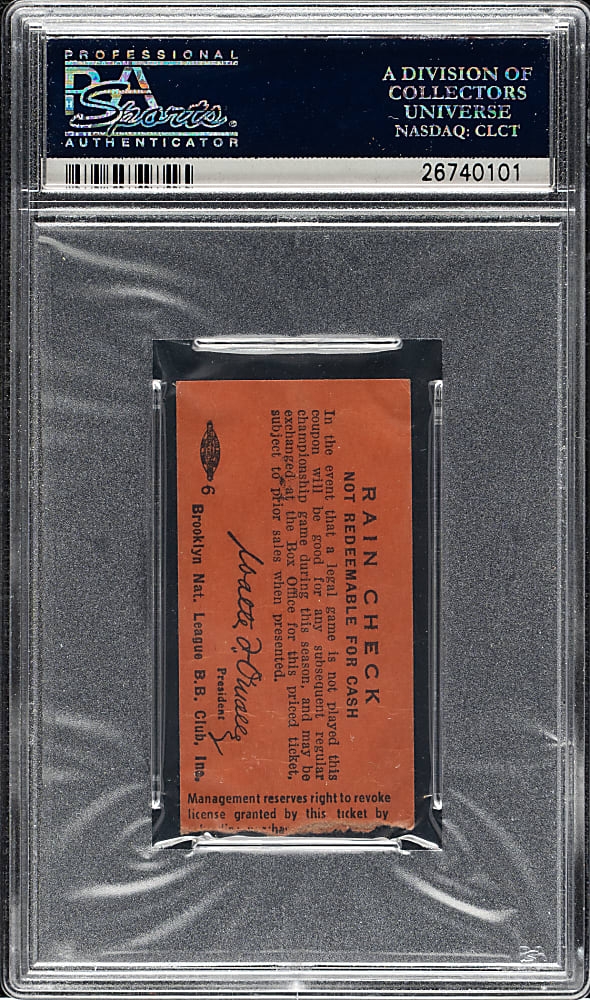 PROFESSIONAL
PSA
Sports
AUTHENTICATOR
A DIVISION OF
COLLECTORS
UNIVERSE
NASDAQ: CLCT
26740101
RAIN CHECK
NOT REDEEMABLE FOR CASH
In the event that a legal game is not played this
coupon will be good for any subsequent regular
championship game during this season, and may be
exchanged at the Box Office for this priced ticket,
subject to prior sales when presented.
Walter F. O'Malley
President
6 Brooklyn Nat. League B.B. Club, Inc.
Management reserves right to revoke
license granted by this ticket by
PSA